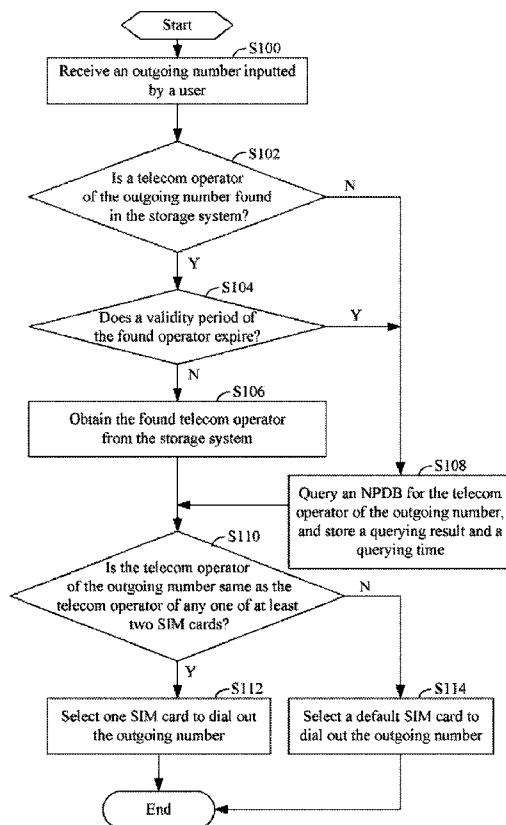 Start
S100
Receive an outgoing number inputted
by a user
S102
Is a telecom operator
of the outgoing number found
in the storage system?
N
Y
S104
Does a validity period of
the found operator expire?
Y
N
S106
Obtain the found telecom operator
from the storage system
S108
Query an NPDB for the telecom
operator of the outgoing number,
and store a querying result and a
querying time
S110
Is the telecom operator
of the outgoing number same as the
telecom operator of any one of at least
two SIM cards?
N
Y
S112
Select one SIM card to dial out
the outgoing number
S114
Select a default SIM card to
dial out the outgoing number
End